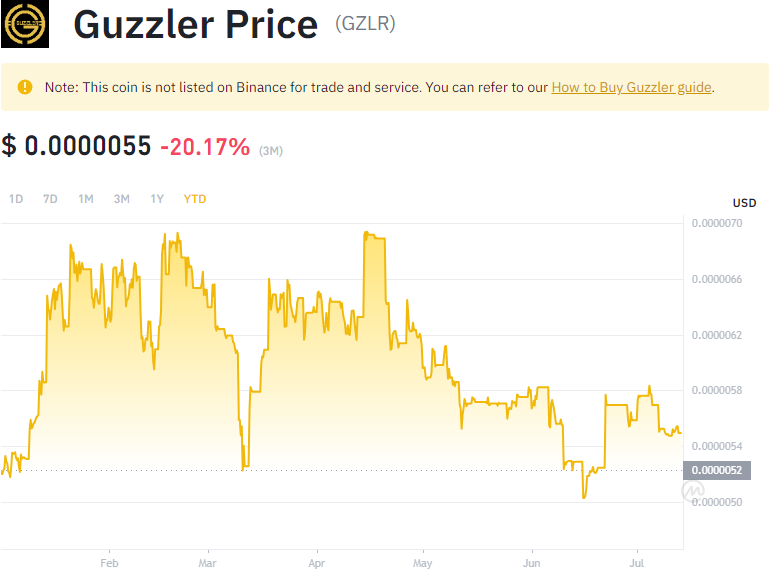 GUZZLER
Guzzler Price (GZLR)
Note: This coin is not listed on Binance for trade and service. You can refer to our How to Buy Guzzler guide.
$ 0.0000055 -20.17% (3M)
1D 7D 1M 3M 1Y YTD
USD
0.0000070
0.0000066
0.0000062
0.0000058
0.0000054
0.0000052
0.0000050
Feb Mar Apr May Jun Jul